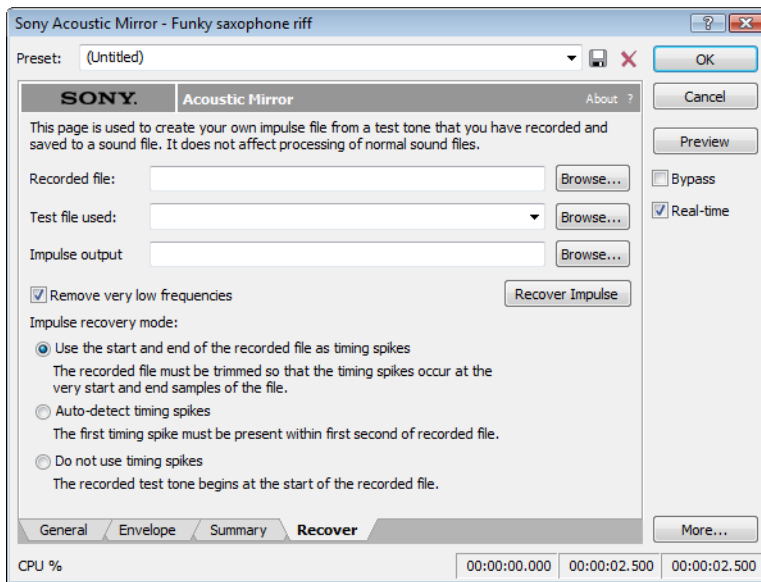 Sony Acoustic Mirror - Funky saxophone riff
Preset: (Untitled)
OK
SONY. Acoustic Mirror About ?
Cancel
This page is used to create your own impulse file from a test tone that you have recorded and
saved to a sound file. It does not affect processing of normal sound files.
Preview
Recorded file: Browse...
Bypass
Test file used: Browse...
Real-time
Impulse output Browse...
Remove very low frequencies Recover Impulse
Impulse recovery mode:
Use the start and end of the recorded file as timing spikes
The recorded file must be trimmed so that the timing spikes occur at the
very start and end samples of the file.
Auto-detect timing spikes
The first timing spike must be present within first second of recorded file.
Do not use timing spikes
The recorded test tone begins at the start of the recorded file.
General Envelope Summary Recover
More...
CPU % 00:00:00.000 00:00:02.500 00:00:02.500